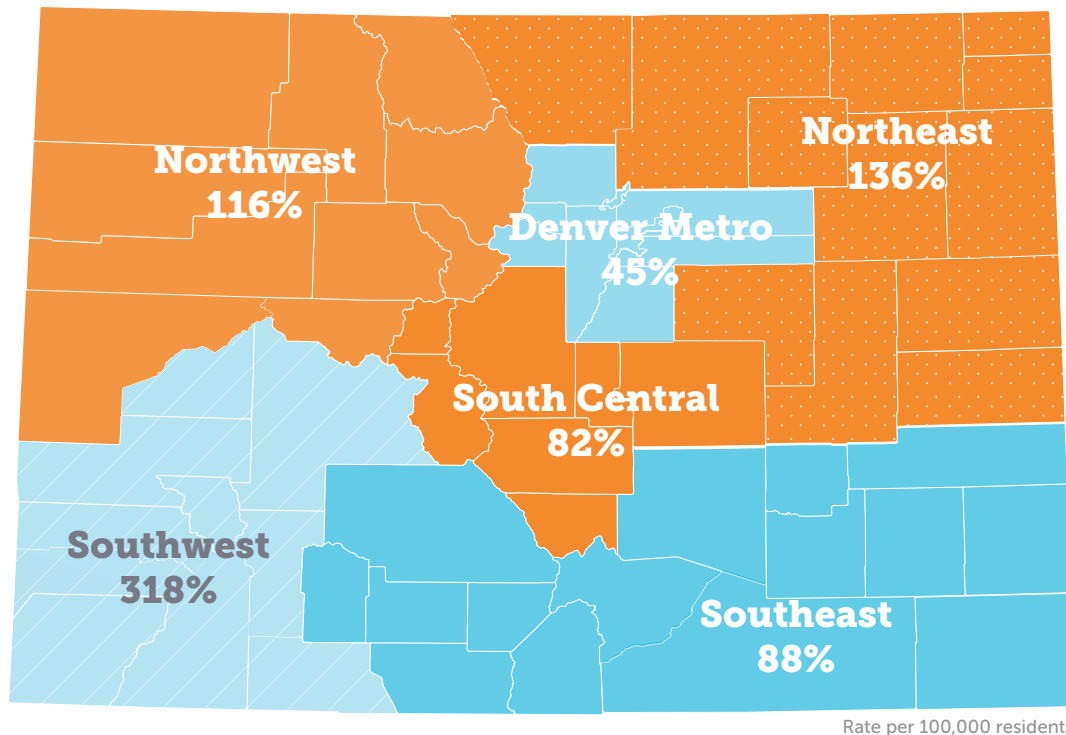 Northwest
116%
Northeast
136%
Denver Metro
45%
South Central
82%
Southwest
318%
Southeast
88%
Rate per 100,000 resident